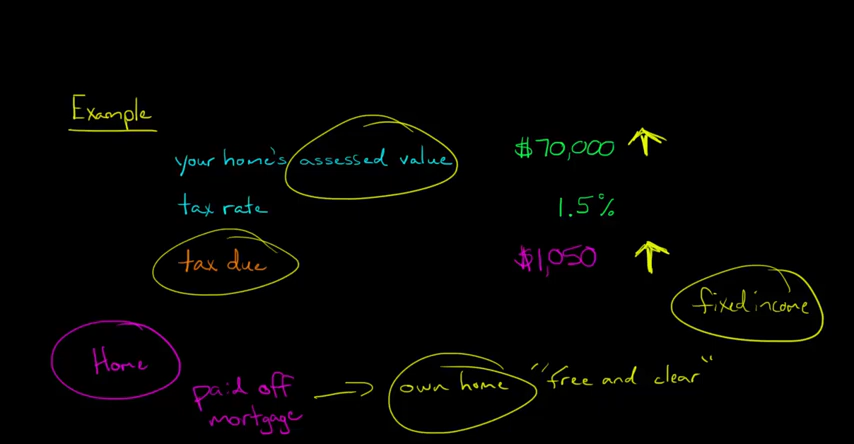 Example
your home's assessed value $70,000
tax rate 1.5%
tax due $1,050
fixed income
Home
paid off mortgage
own home "free and clear"